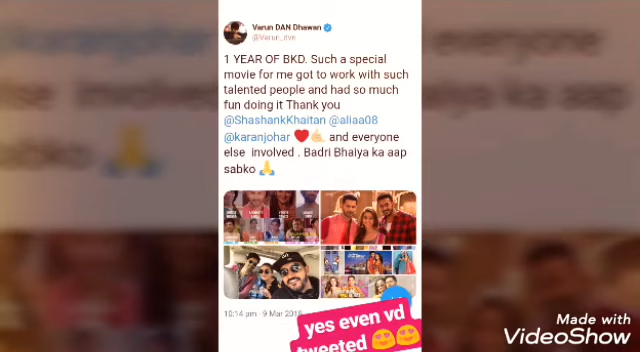 Varun DAN Dhawan
@Varun_dvn
1 YEAR OF BKD. Such a special
movie for me got to work with such
talented people and had so much
fun doing it Thank you
@ShashankKhaitan @aliaa08
@karanjohar ❤️🤙🏻 and everyone
else involved . Badri Bhaiya ka aap
sabko 🙏
10:14 pm · 9 Mar 2018
yes even vd
tweeted 😍😍
Made with
VideoShow